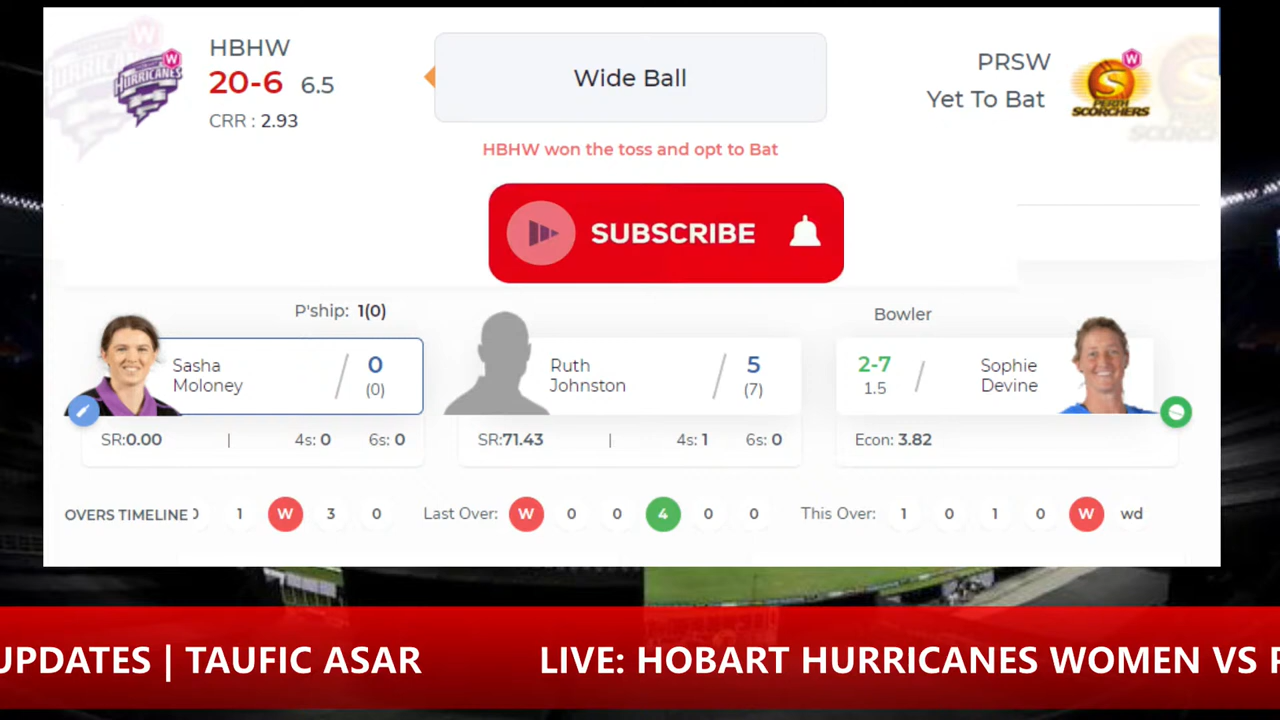 HBHW
20-6 6.5
CRR : 2.93
Wide Ball
HBHW won the toss and opt to Bat
PRSW
Yet To Bat
HURRICANES
W
W
PERTH
SCORCHERS
SUBSCRIBE
P'ship: 1(0)
Bowler
Sasha
Moloney
0
(0)
Ruth
Johnston
5
(7)
2-7
1.5
Sophie
Devine
SR:0.00 | 4s: 0 6s: 0
SR:71.43 | 4s: 1 6s: 0
Econ: 3.82
OVERS TIMELINE 1 W 3 0 Last Over: W 0 0 4 0 0 This Over: 1 0 1 0 W wd
UPDATES | TAUFIC ASAR LIVE: HOBART HURRICANES WOMEN VS